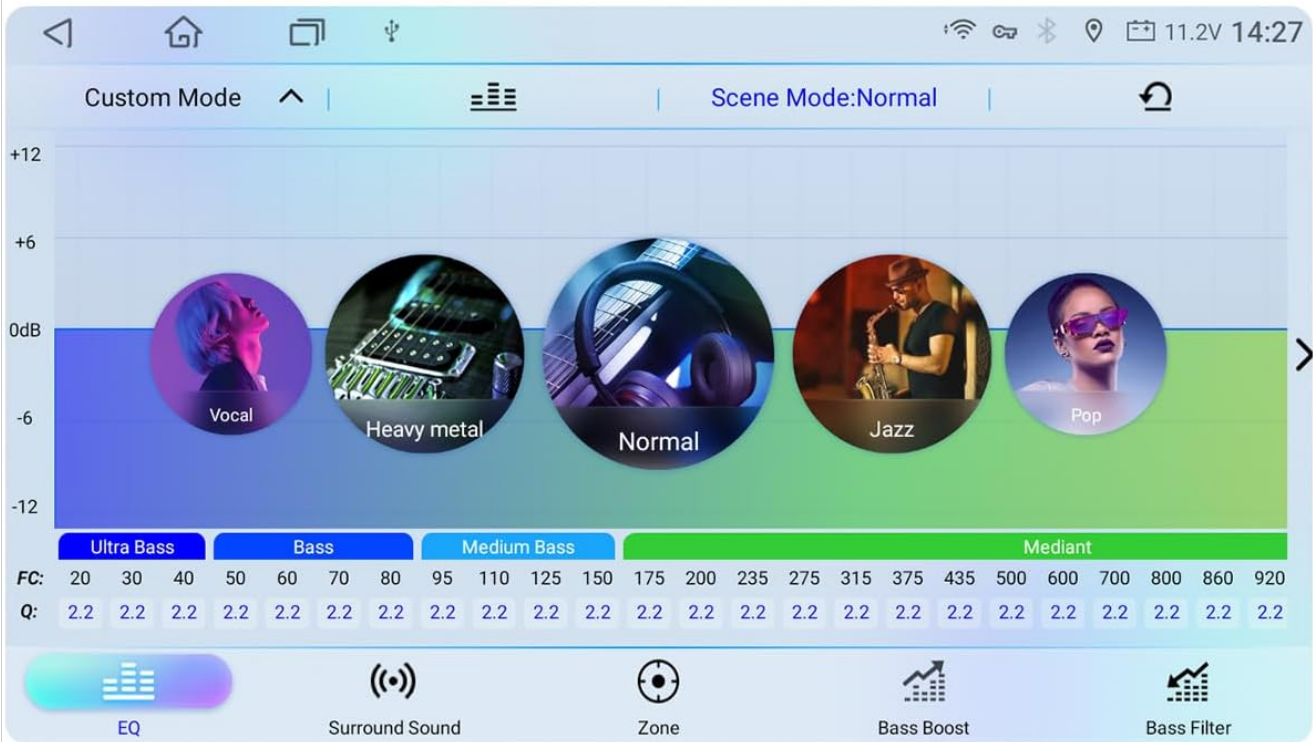 11.2V 14:27
Custom Mode Scene Mode:Normal
+12
+6
0dB
-6
-12
Vocal
Heavy metal
Normal
Jazz
Pop
Ultra Bass Bass Medium Bass Mediant
FC: 20 30 40 50 60 70 80 95 110 125 150 175 200 235 275 315 375 435 500 600 700 800 860 920
Q: 2.2 2.2 2.2 2.2 2.2 2.2 2.2 2.2 2.2 2.2 2.2 2.2 2.2 2.2 2.2 2.2 2.2 2.2 2.2 2.2 2.2 2.2 2.2 2.2
EQ Surround Sound Zone Bass Boost Bass Filter